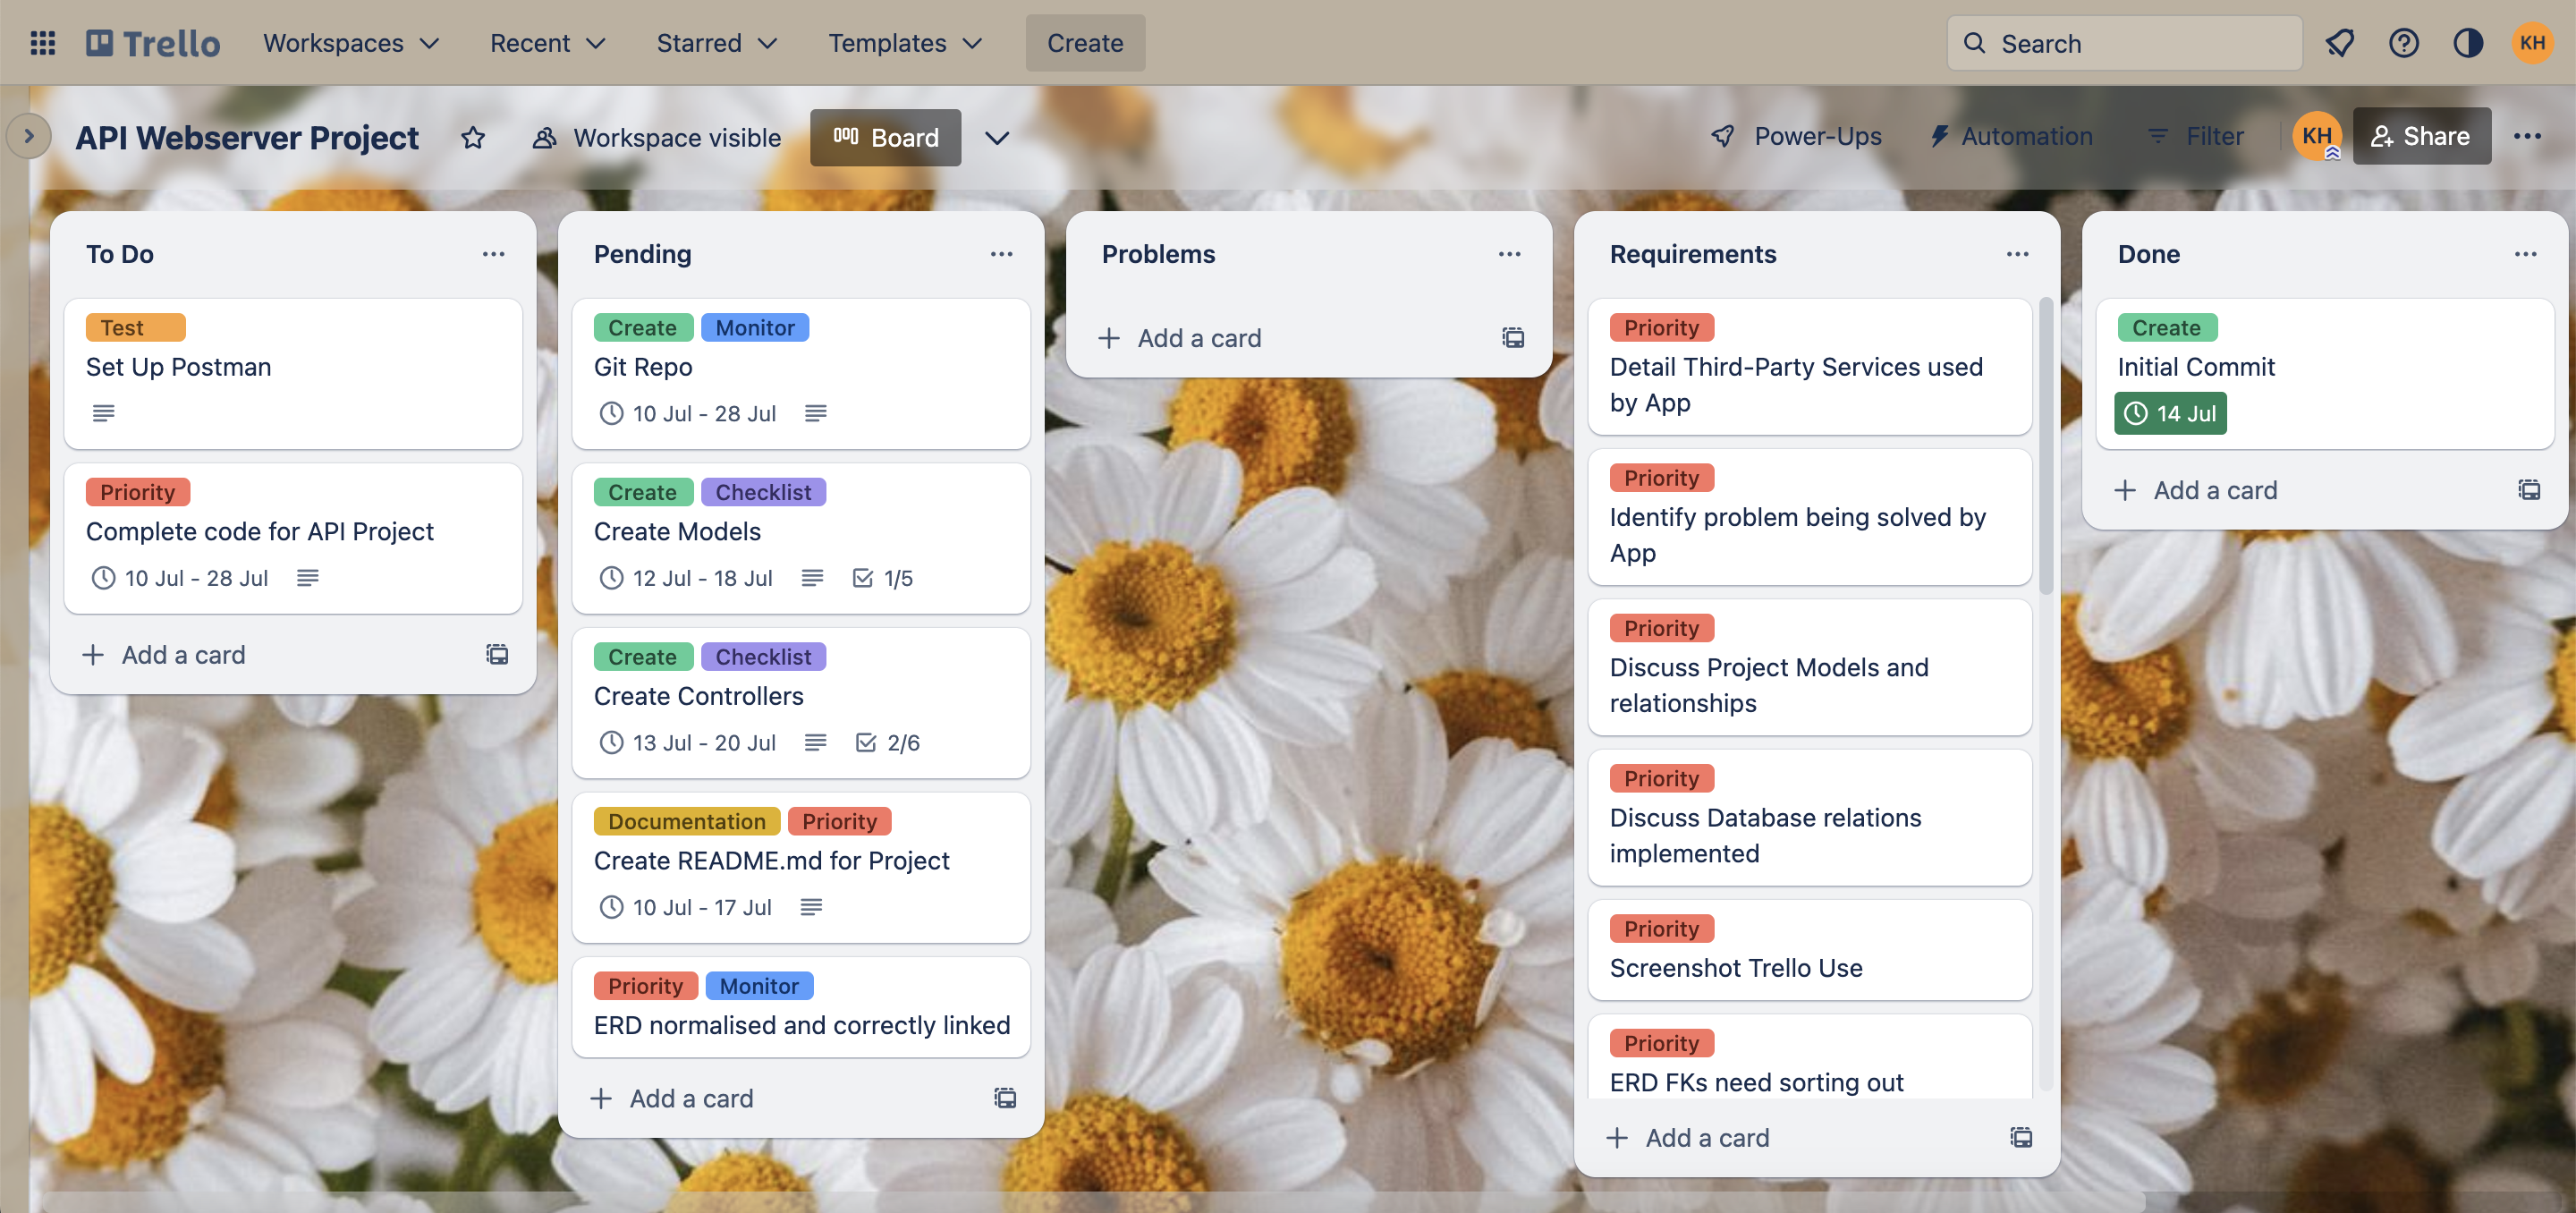 Trello
Workspaces
Recent
Starred
Templates
Create
Search
KH
API Webserver Project
Workspace visible
Board
Power-Ups
Automation
Filter
KH
Share
To Do
Test
Set Up Postman
Priority
Complete code for API Project
10 Jul - 28 Jul
Add a card
Pending
Create Monitor
Git Repo
10 Jul - 28 Jul
Create Checklist
Create Models
12 Jul - 18 Jul 1/5
Create Checklist
Create Controllers
13 Jul - 20 Jul 2/6
Documentation Priority
Create README.md for Project
10 Jul - 17 Jul
Priority Monitor
ERD normalised and correctly linked
Add a card
Problems
Add a card
Requirements
Priority
Detail Third-Party Services used
by App
Priority
Identify problem being solved by
App
Priority
Discuss Project Models and
relationships
Priority
Discuss Database relations
implemented
Priority
Screenshot Trello Use
Priority
ERD FKs need sorting out
Add a card
Done
Create
Initial Commit
14 Jul
Add a card